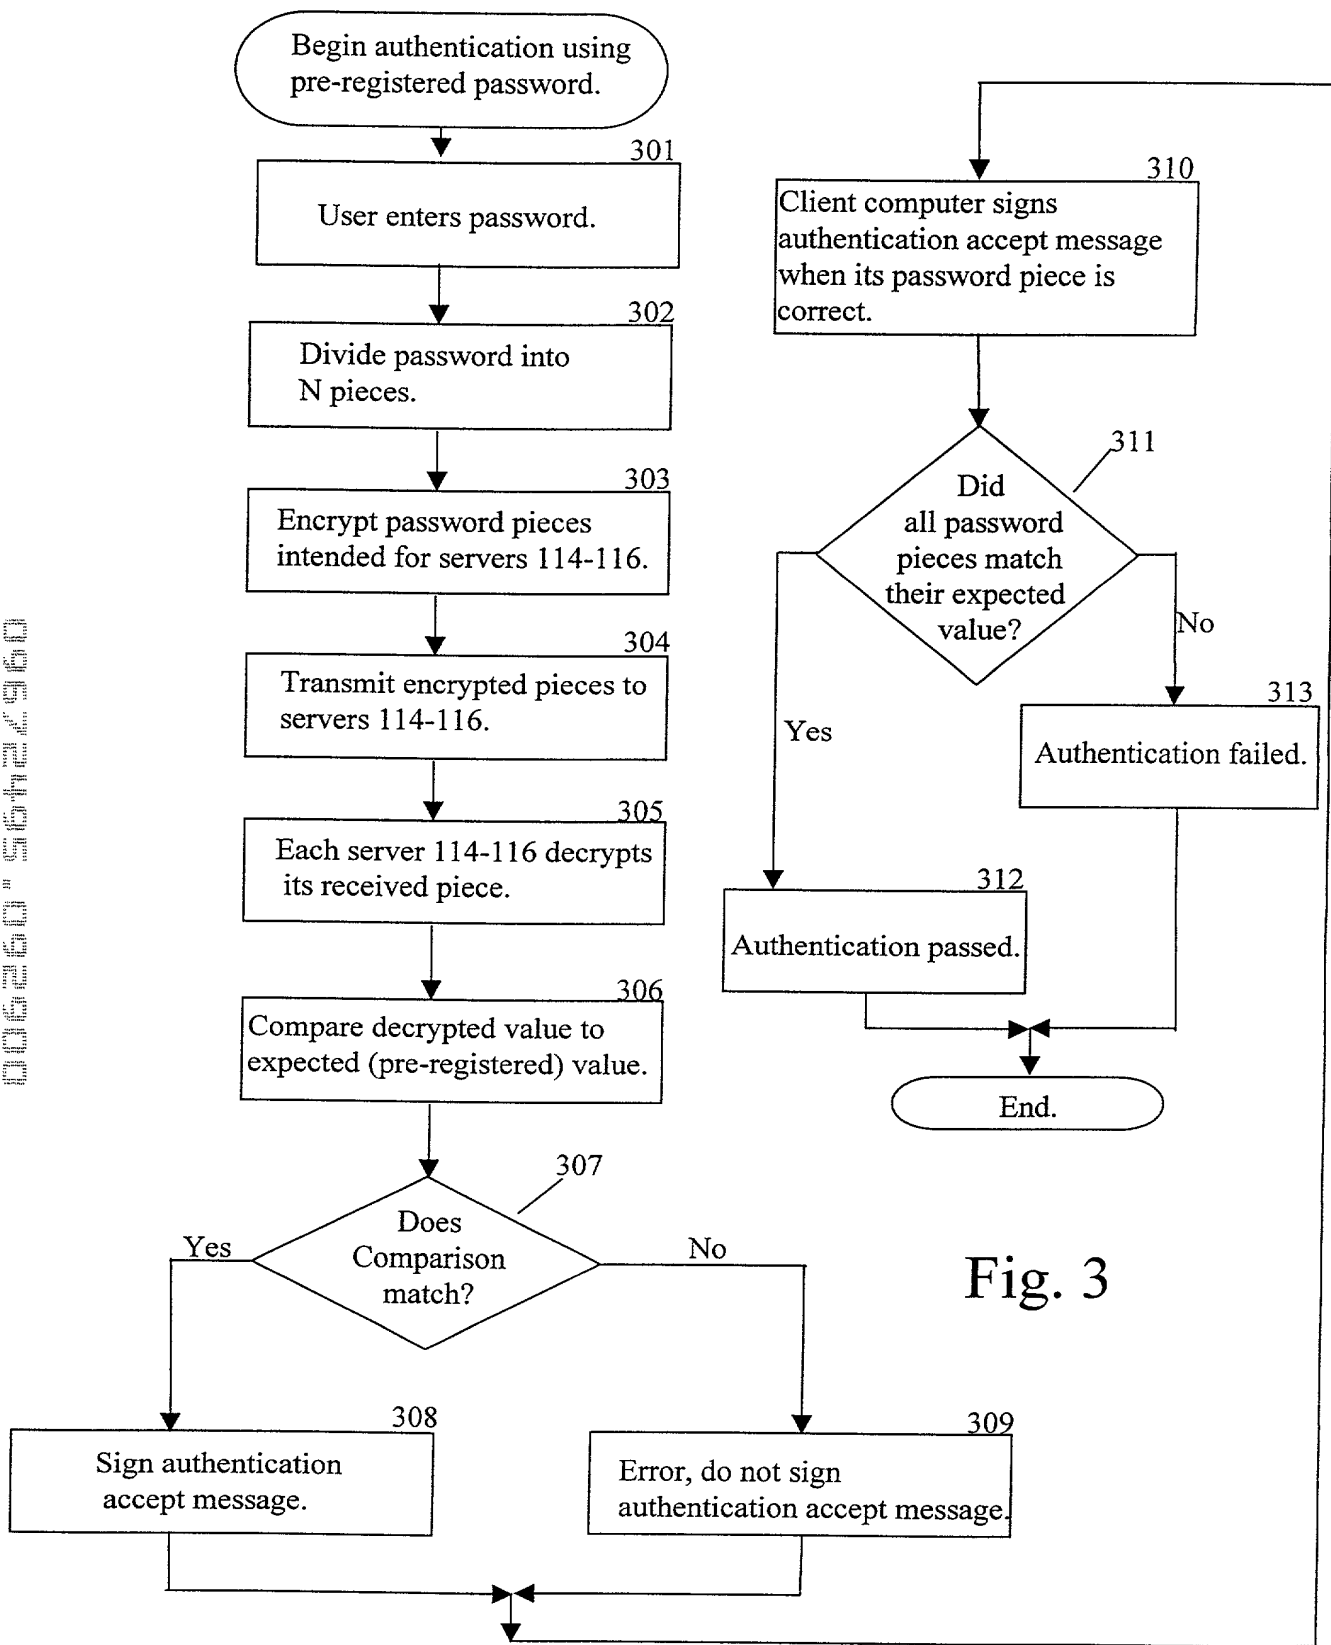 Begin authentication using
pre-registered password.
301
User enters password.
302
Divide password into
N pieces.
303
Encrypt password pieces
intended for servers 114-116.
304
Transmit encrypted pieces to
servers 114-116.
305
Each server 114-116 decrypts
its received piece.
306
Compare decrypted value to
expected (pre-registered) value.
307
Does
Comparison
match?
Yes
No
308
Sign authentication
accept message.
309
Error, do not sign
authentication accept message.
310
Client computer signs
authentication accept message
when its password piece is
correct.
311
Did
all password
pieces match
their expected
value?
No
Yes
313
Authentication failed.
312
Authentication passed.
End.
Fig. 3